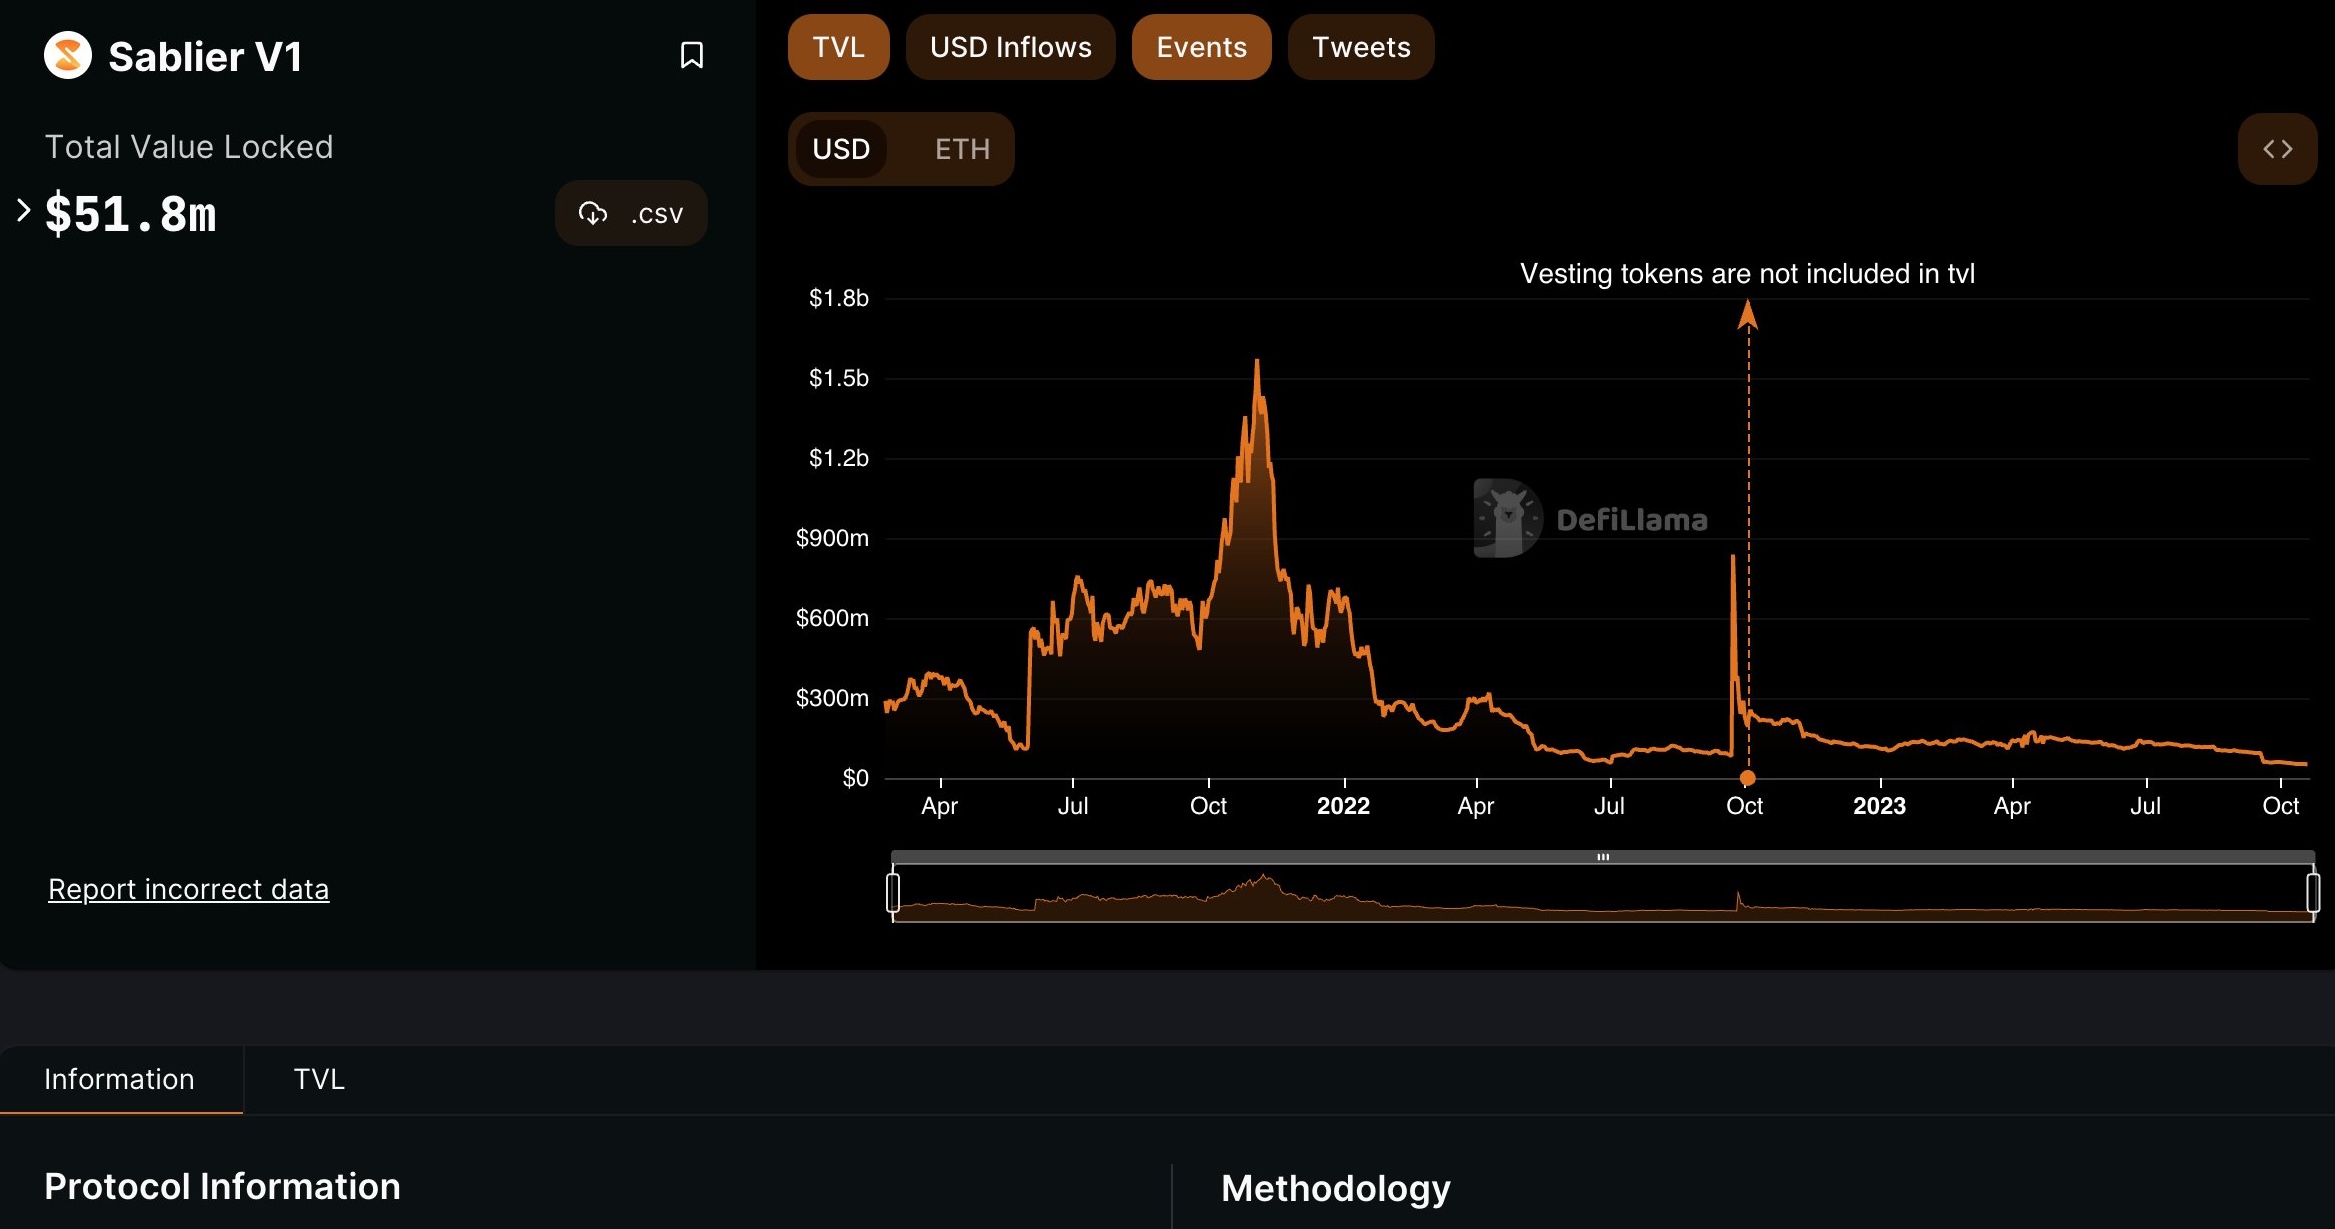 Sablier V1
Total Value Locked
$51.8m
.csv
Report incorrect data
TVL
USD Inflows
Events
Tweets
USD
ETH
Vesting tokens are not included in tvl
$1.8b
$1.5b
$1.2b
$900m
$600m
$300m
$0
DefiLlama
Apr
Jul
Oct
2022
Apr
Jul
Oct
2023
Apr
Jul
Oct
Information
TVL
Protocol Information
Methodology